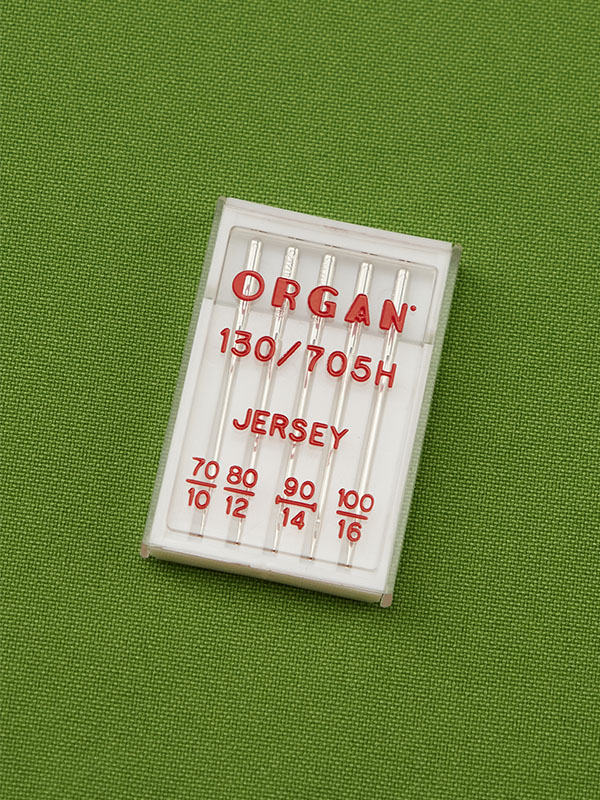 ORGAN
130/705H
JERSEY
70/10 80/12 90/14 100/16